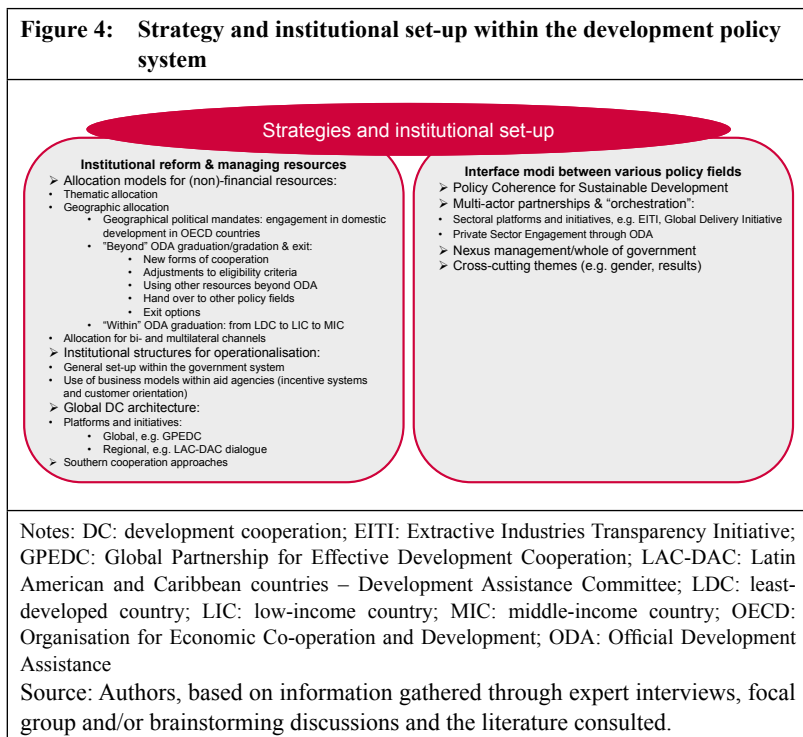 Figure 4: Strategy and institutional set-up within the development policy
system
Strategies and institutional set-up
Institutional reform & managing resources
➢ Allocation models for (non)-financial resources:
• Thematic allocation
• Geographic allocation
• Geographical political mandates: engagement in domestic
development in OECD countries
• "Beyond" ODA graduation/gradation & exit:
• New forms of cooperation
• Adjustments to eligibility criteria
• Using other resources beyond ODA
• Hand over to other policy fields
• Exit options
• "Within" ODA graduation: from LDC to LIC to MIC
• Allocation for bi- and multilateral channels
➢ Institutional structures for operationalisation:
• General set-up within the government system
• Use of business models within aid agencies (incentive systems
and customer orientation)
➢ Global DC architecture:
• Platforms and initiatives:
• Global, e.g. GPEDC
• Regional, e.g. LAC-DAC dialogue
➢ Southern cooperation approaches
Interface modi between various policy fields
➢ Policy Coherence for Sustainable Development
➢ Multi-actor partnerships & "orchestration":
• Sectoral platforms and initiatives, e.g. EITI, Global Delivery Initiative
• Private Sector Engagement through ODA
➢ Nexus management/whole of government
➢ Cross-cutting themes (e.g. gender, results)
Notes: DC: development cooperation; EITI: Extractive Industries Transparency Initiative;
GPEDC: Global Partnership for Effective Development Cooperation; LAC-DAC: Latin
American and Caribbean countries – Development Assistance Committee; LDC: least-
developed country; LIC: low-income country; MIC: middle-income country; OECD:
Organisation for Economic Co-operation and Development; ODA: Official Development
Assistance
Source: Authors, based on information gathered through expert interviews, focal
group and/or brainstorming discussions and the literature consulted.